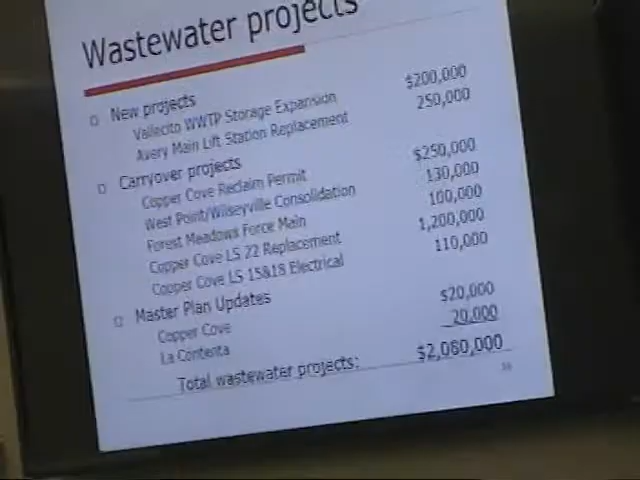 Wastewater projects
New projects
Vallecito WWTP Storage Expansion $200,000
Avery Main Lift Station Replacement 250,000
Carryover projects
Copper Cove Reclaim Permit $250,000
West Point/Wilseyville Consolidation 130,000
Forest Meadows Force Main 100,000
Copper Cove LS 22 Replacement 1,200,000
Copper Cove LS 15&18 Electrical 110,000
Master Plan Updates
Copper Cove $20,000
La Contenta 20,000
Total wastewater projects: $2,080,000